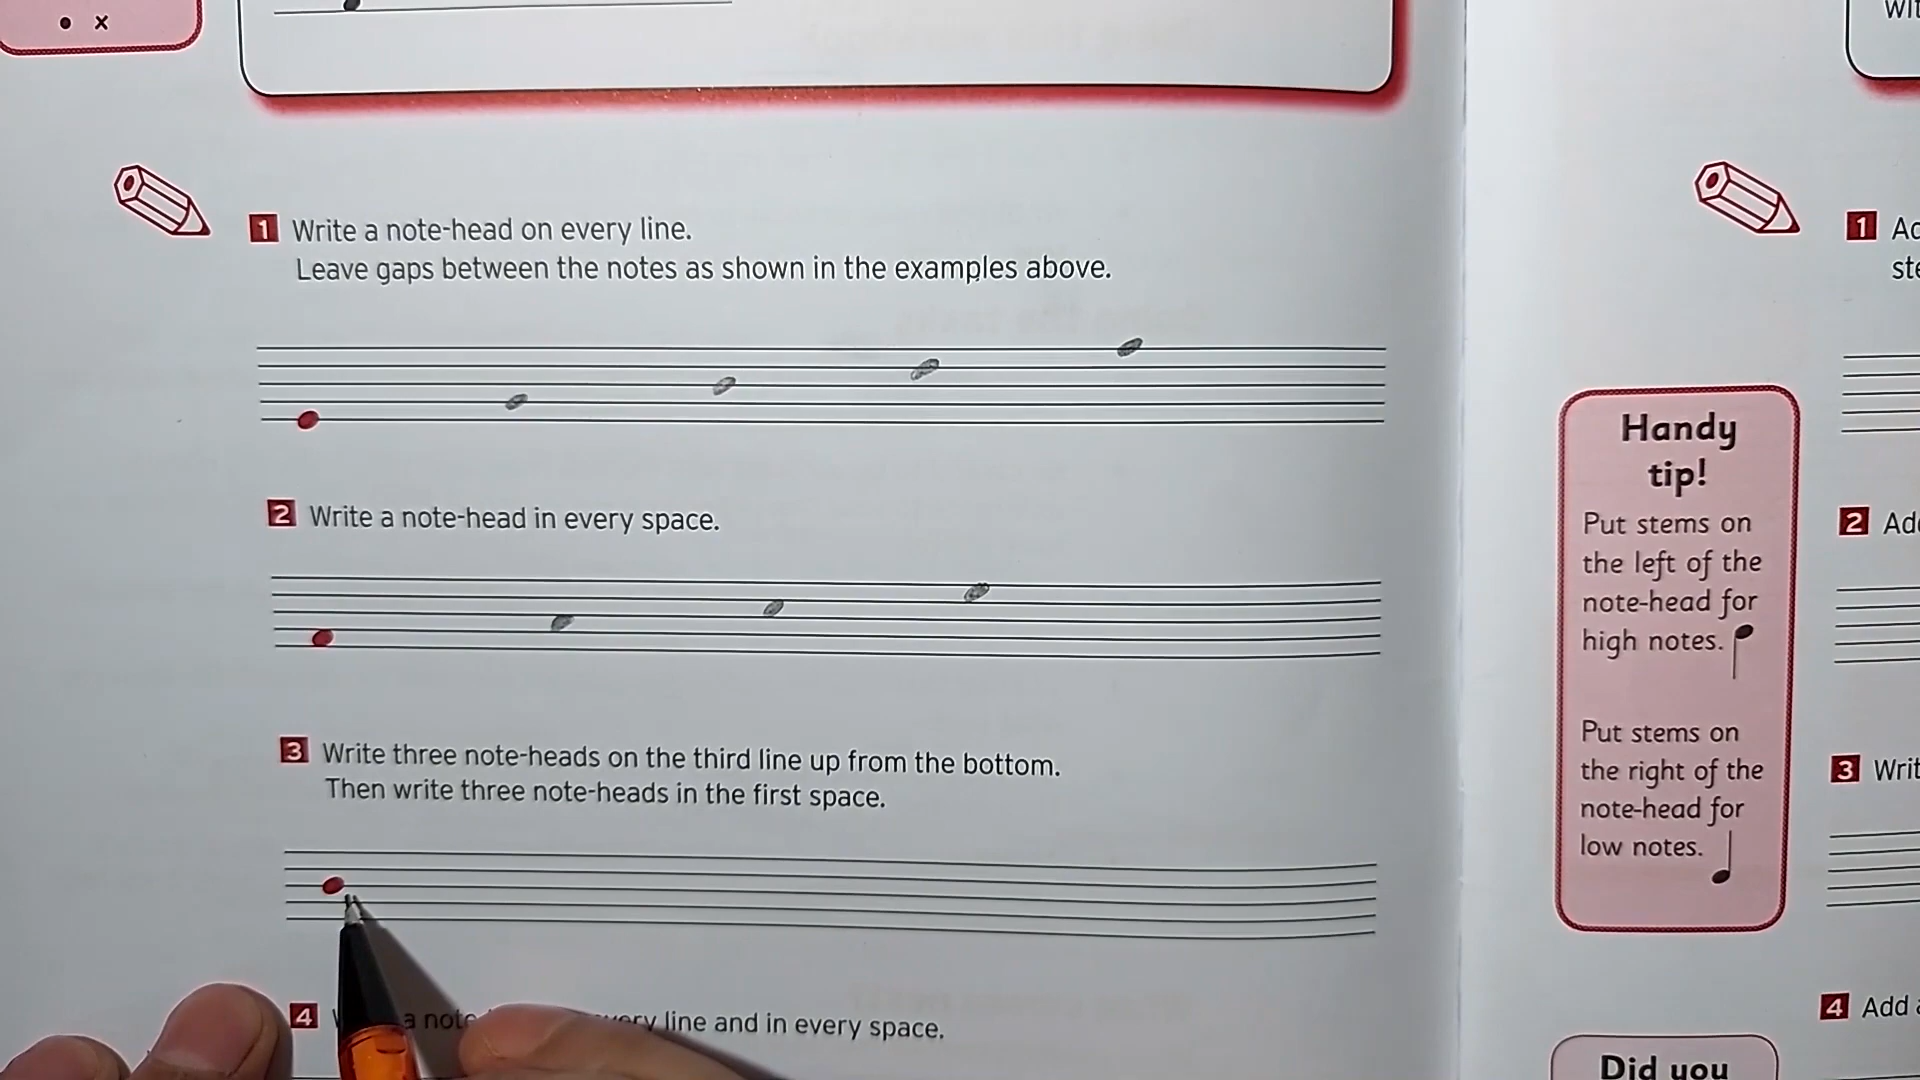 1 Write a note-head on every line.
Leave gaps between the notes as shown in the examples above.
2 Write a note-head in every space.
3 Write three note-heads on the third line up from the bottom.
Then write three note-heads in the first space.
4 a line and in every space.
Handy
tip!
Put stems on
the left of the
note-head for
high notes.
Put stems on
the right of the
note-head for
low notes.
Did you
1
2
3
4 Add